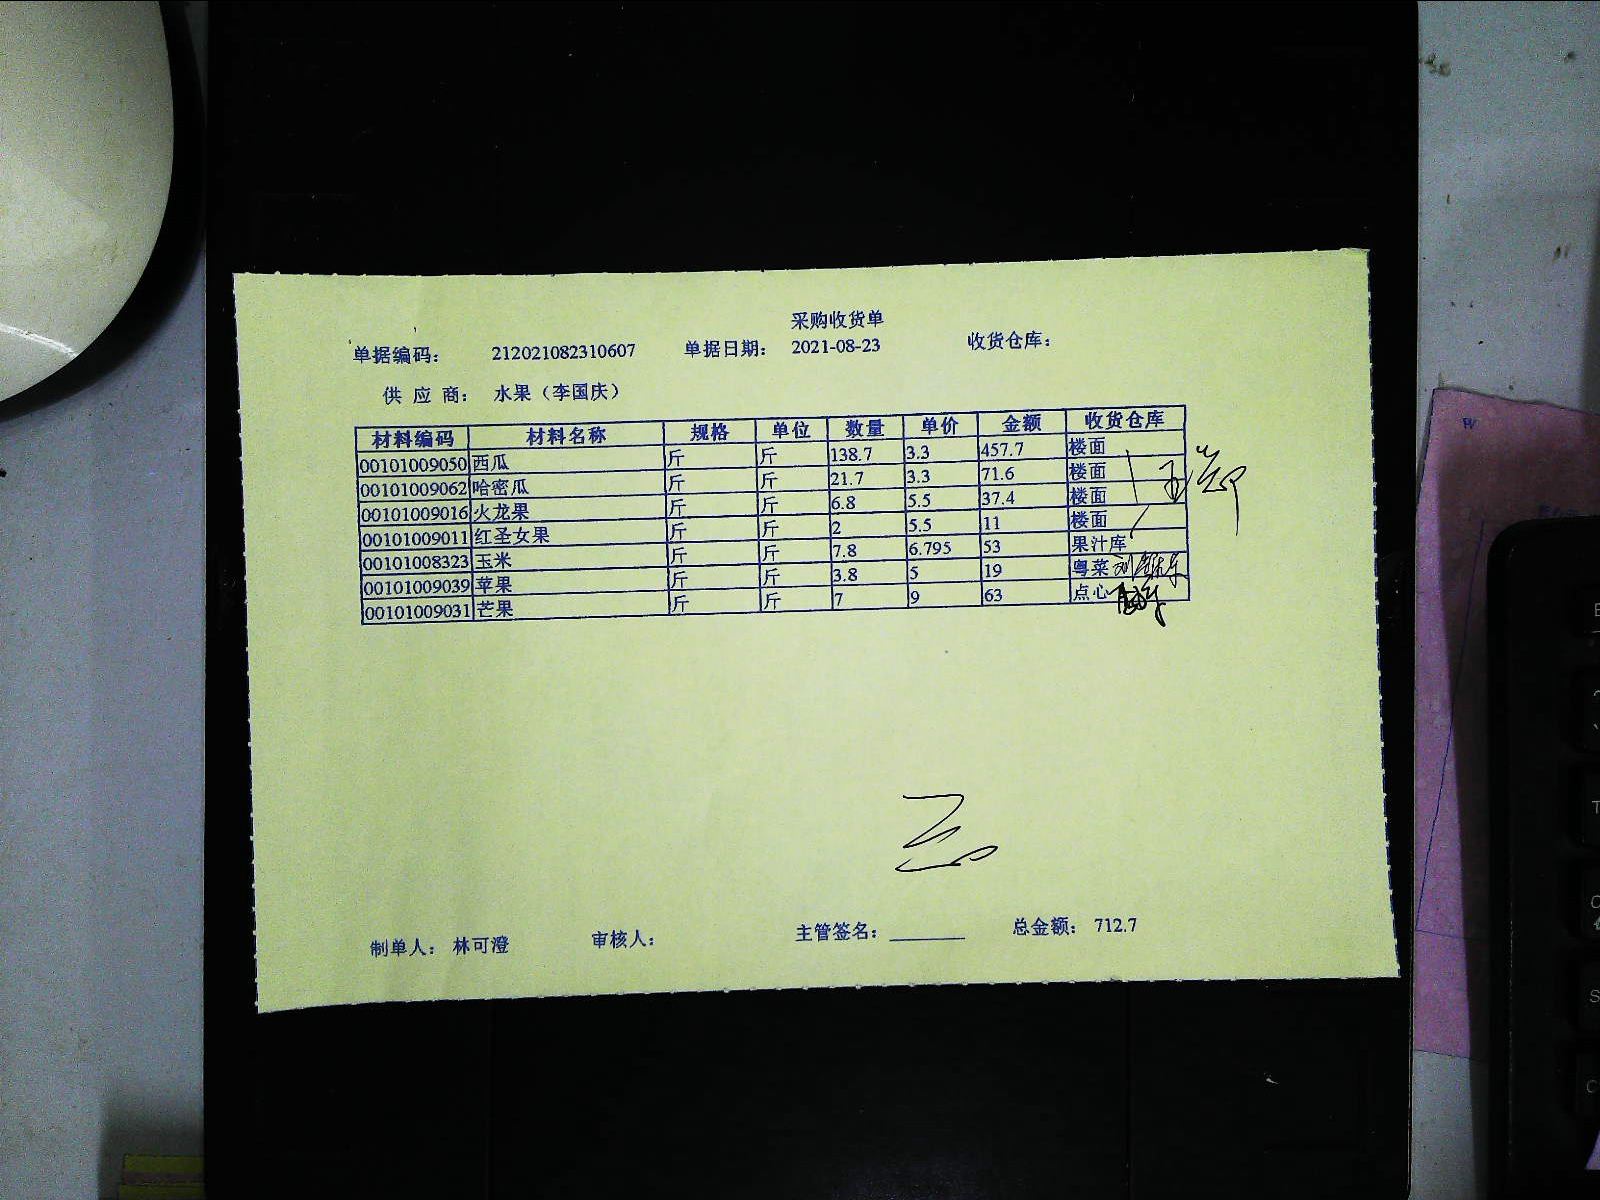 采购收货单
单据编码： 212021082310607 单据日期： 2021-08-23 收货仓库：
供 应 商： 水果（李国庆）
材料编码 材料名称 规格 单位 数量 单价 金额 收货仓库
00101009050 西瓜 斤 斤 138.7 3.3 457.7 楼面
00101009062 哈密瓜 斤 斤 21.7 3.3 71.6 楼面
00101009016 火龙果 斤 斤 6.8 5.5 37.4 楼面
00101009011 红圣女果 斤 斤 2 5.5 11 楼面
00101008323 玉米 斤 斤 7.8 6.795 53 果汁库
00101009039 苹果 斤 斤 3.8 5 19 粤菜
00101009031 芒果 斤 斤 7 9 63 点心
制单人： 林可澄 审核人： 主管签名： 总金额： 712.7